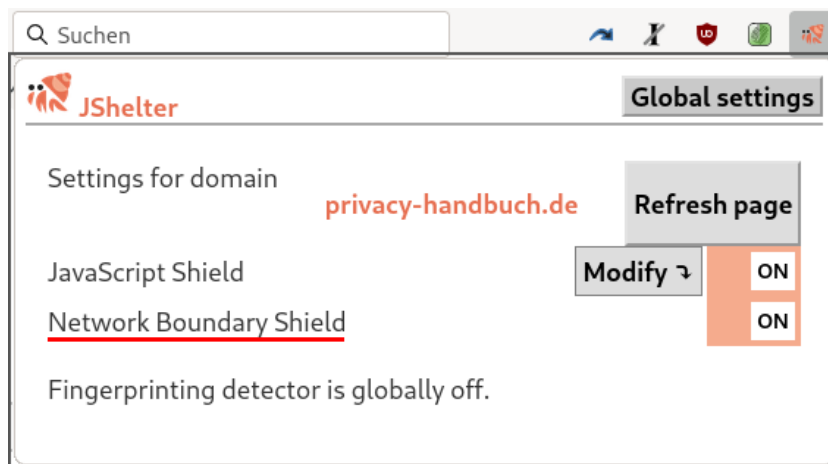 Suchen
JShelter
Global settings
Settings for domain
privacy-handbuch.de
Refresh page
JavaScript Shield
Modify ⤵
ON
Network Boundary Shield
ON
Fingerprinting detector is globally off.